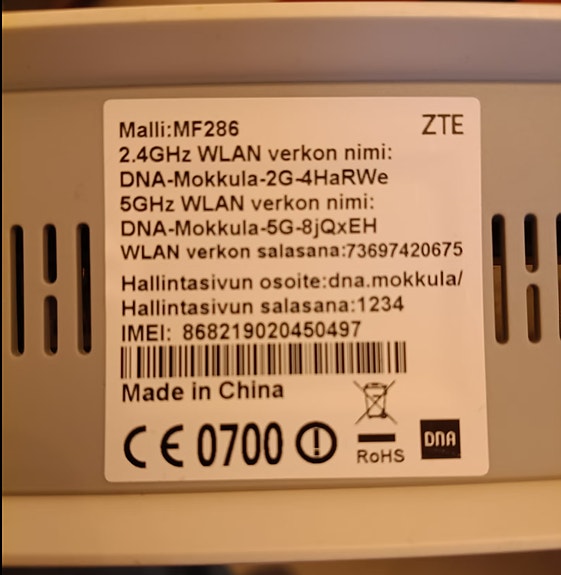 Malli:MF286
ZTE
2.4GHz WLAN verkon nimi:
DNA-Mokkula-2G-4HaRWe
5GHz WLAN verkon nimi:
DNA-Mokkula-5G-8jQxEH
WLAN verkon salasana:73697420675
Hallintasivun osoite:dna.mokkula/
Hallintasivun salasana:1234
IMEI: 868219020450497
Made in China
CE0700
RoHS
DNA